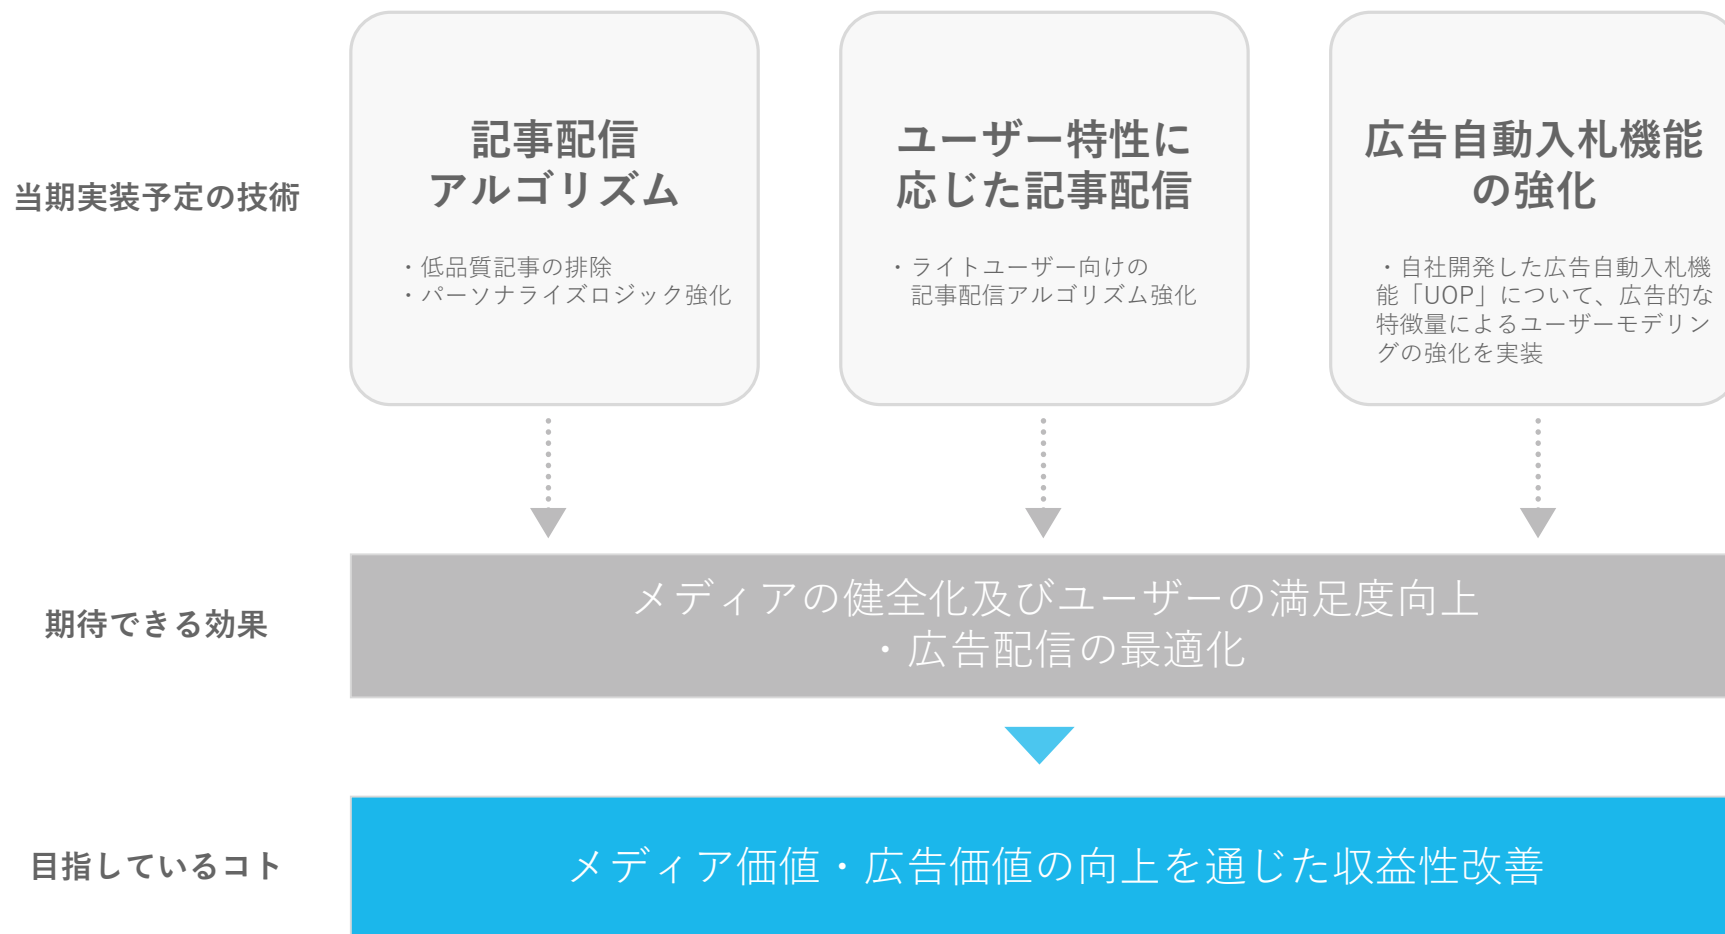 当期実装予定の技術
記事配信
アルゴリズム
・低品質記事の排除
・パーソナライズロジック強化
ユーザー特性に
応じた記事配信
・ライトユーザー向けの
記事配信アルゴリズム強化
広告自動入札機能
の強化
・自社開発した広告自動入札機
能「UOP」について、広告的な
特徴量によるユーザーモデリン
グの強化を実装
期待できる効果
メディアの健全化及びユーザーの満足度向上
・広告配信の最適化
目指しているコト
メディア価値・広告価値の向上を通じた収益性改善